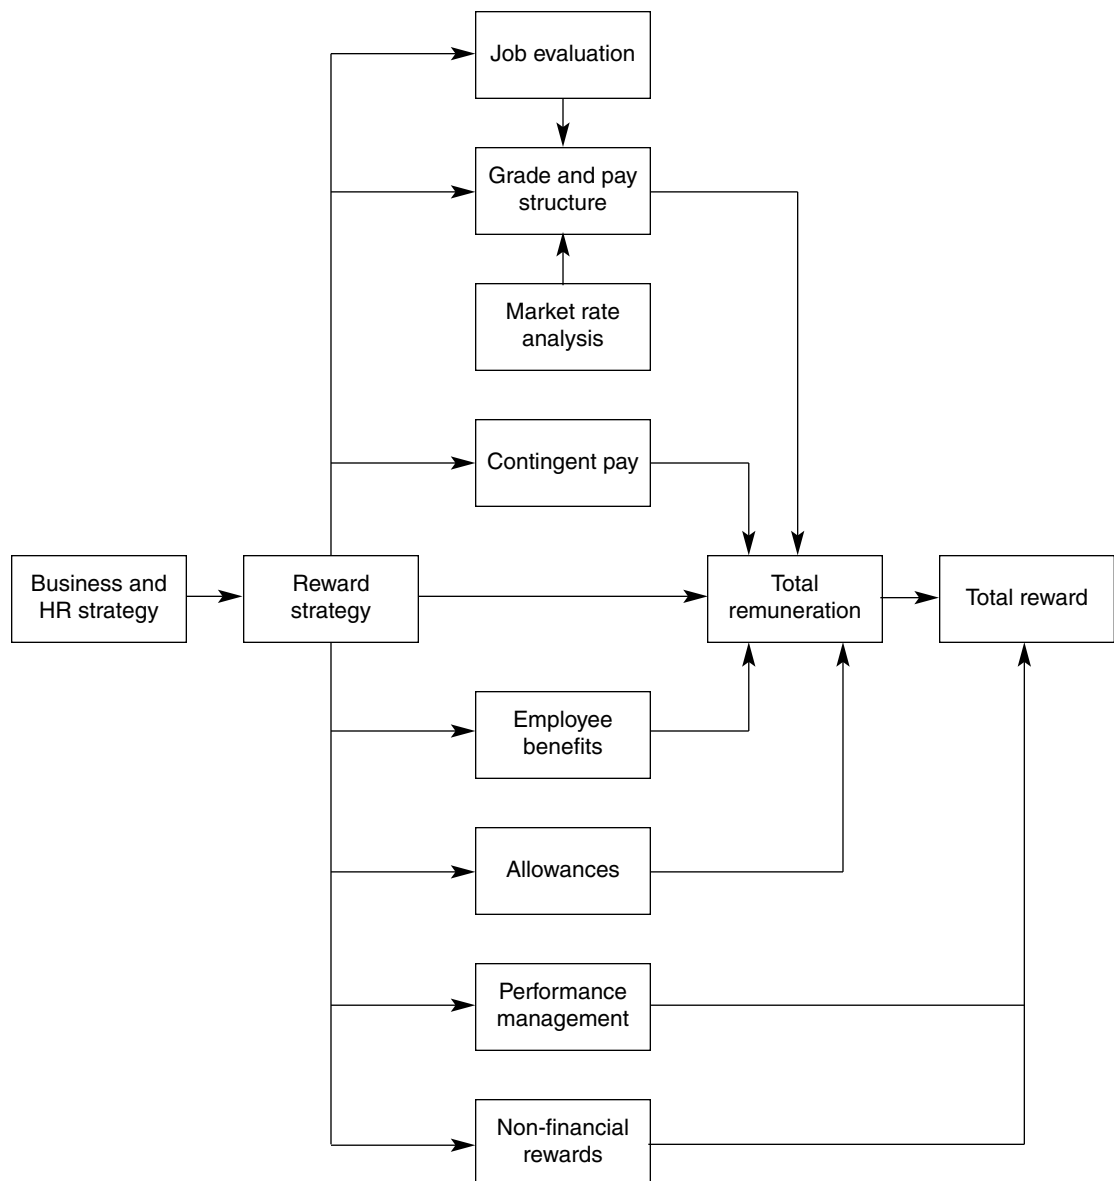 Job evaluation
Grade and pay
structure
Market rate
analysis
Contingent pay
Business and
HR strategy
Reward
strategy
Total
remuneration
Total reward
Employee
benefits
Allowances
Performance
management
Non-financial
rewards